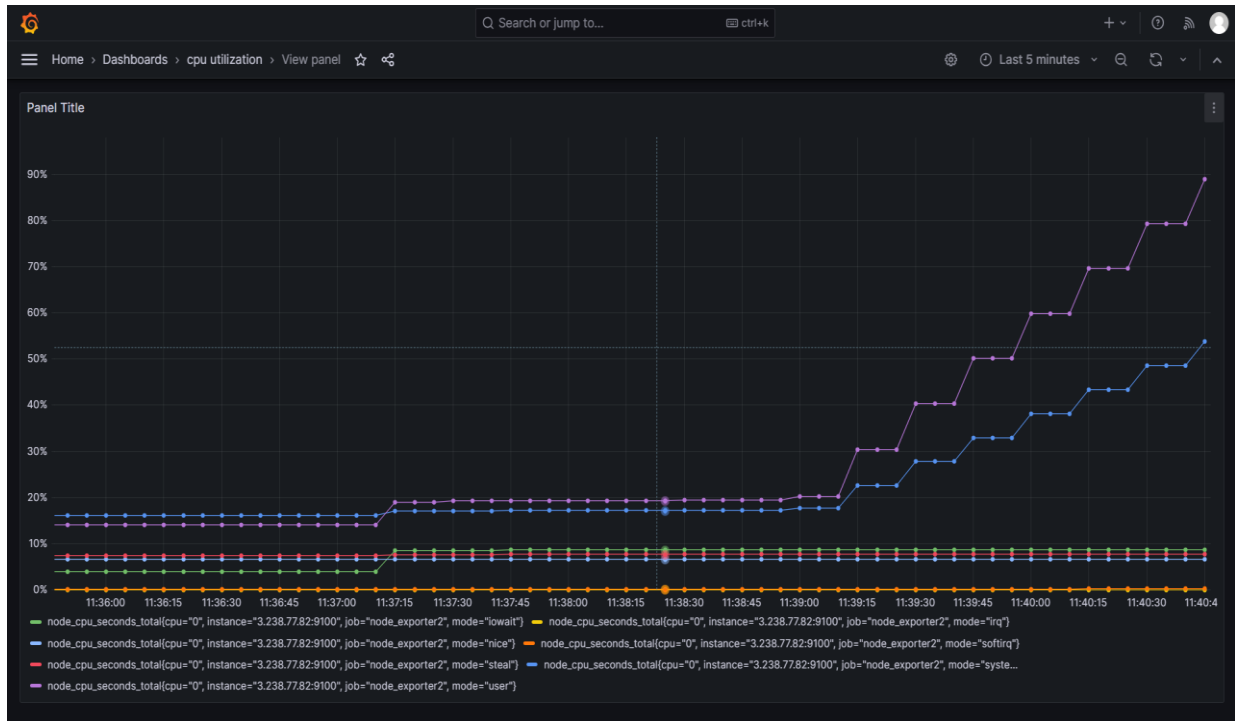 Search or jump to... ctrl+k
Home › Dashboards › cpu utilization › View panel Last 5 minutes
Panel Title
90%
80%
70%
60%
50%
40%
30%
20%
10%
0%
11:36:00 11:36:15 11:36:30 11:36:45 11:37:00 11:37:15 11:37:30 11:37:45 11:38:00 11:38:15 11:38:30 11:38:45 11:39:00 11:39:15 11:39:30 11:39:45 11:40:00 11:40:15 11:40:30 11:40:4
node_cpu_seconds_total{cpu="0", instance="3.238.77.82:9100", job="node_exporter2", mode="iowait"} node_cpu_seconds_total{cpu="0", instance="3.238.77.82:9100", job="node_exporter2", mode="irq"}
node_cpu_seconds_total{cpu="0", instance="3.238.77.82:9100", job="node_exporter2", mode="nice"} node_cpu_seconds_total{cpu="0", instance="3.238.77.82:9100", job="node_exporter2", mode="softirq"}
node_cpu_seconds_total{cpu="0", instance="3.238.77.82:9100", job="node_exporter2", mode="steal"} node_cpu_seconds_total{cpu="0", instance="3.238.77.82:9100", job="node_exporter2", mode="syste...
node_cpu_seconds_total{cpu="0", instance="3.238.77.82:9100", job="node_exporter2", mode="user"}